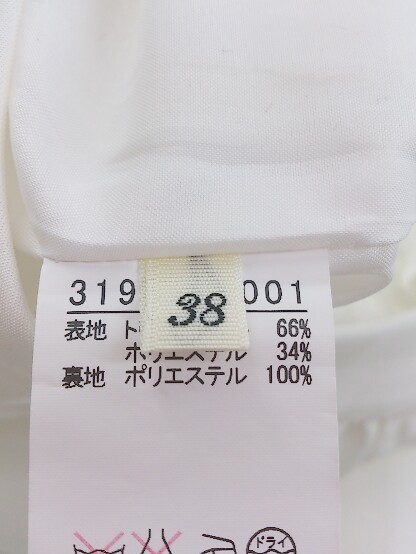 38
319 001
表地 66%
ポリエステル 34%
裏地 ポリエステル 100%
ドライ